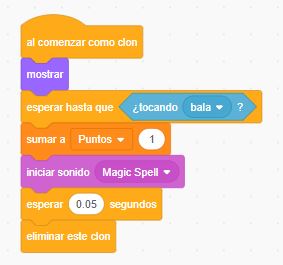 al comenzar como clon
mostrar
esperar hasta que ¿tocando bala ?
sumar a Puntos 1
iniciar sonido Magic Spell
esperar 0.05 segundos
eliminar este clon